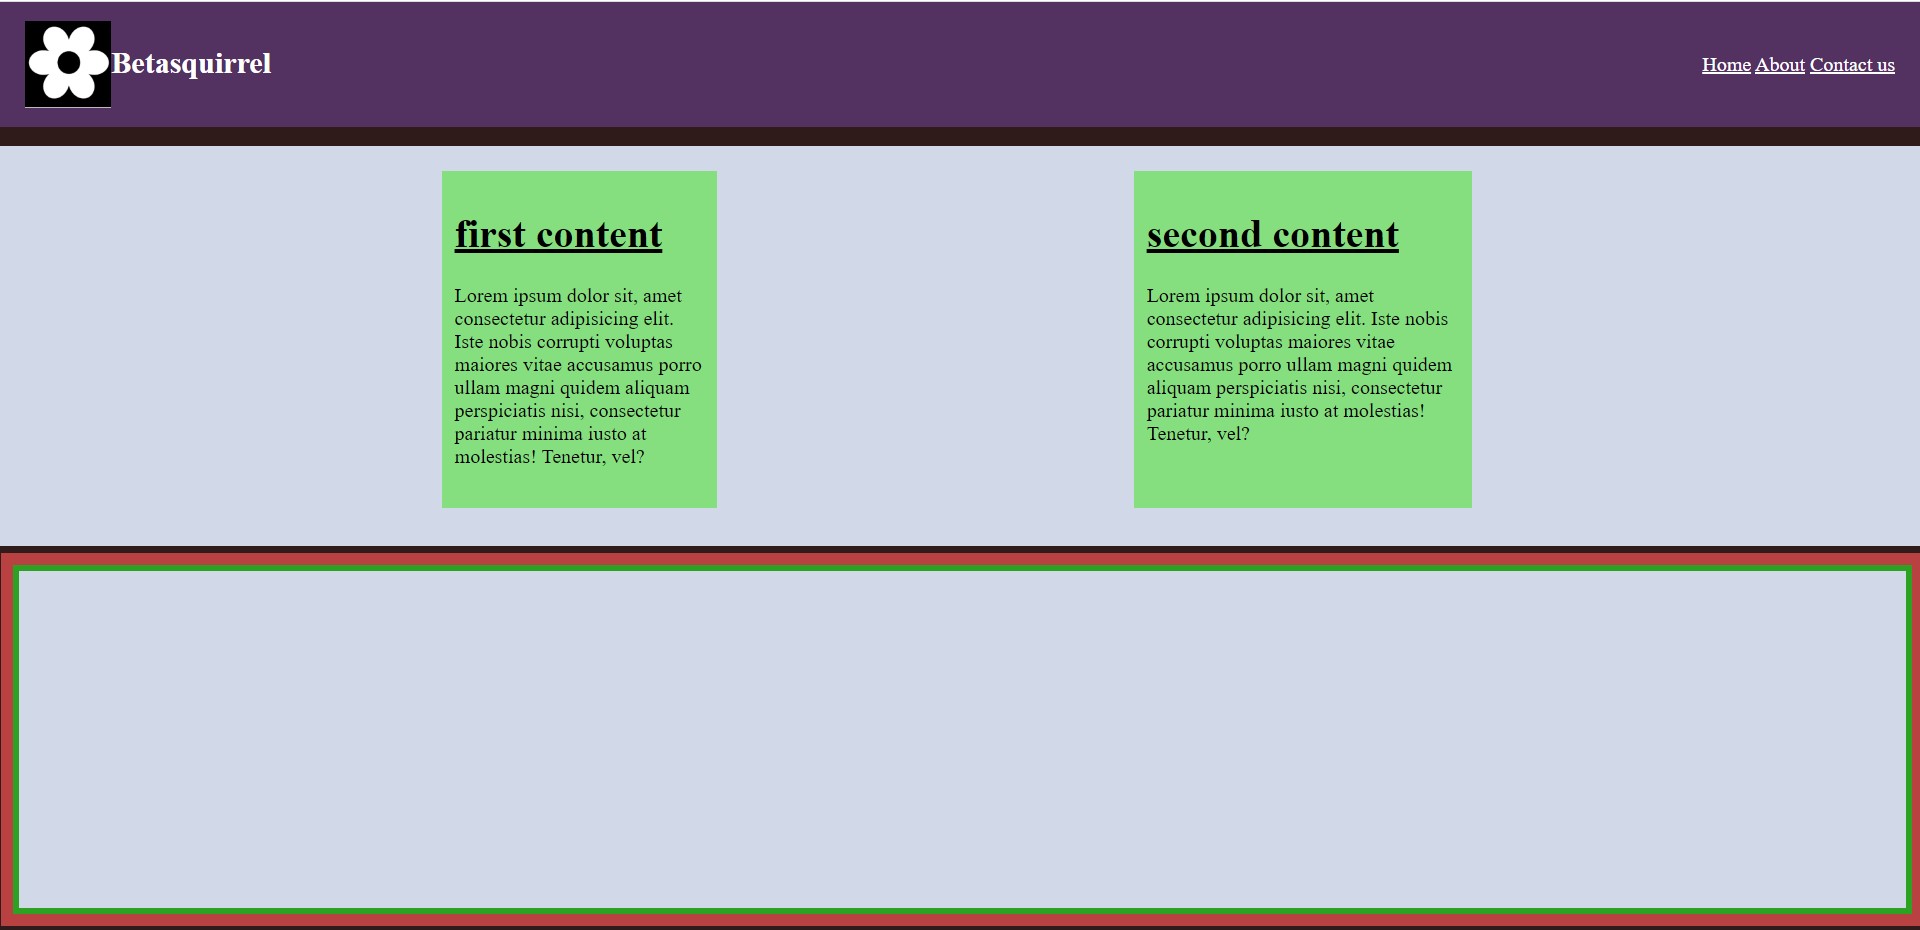 Betasquirrel
Home About Contact us
first content
Lorem ipsum dolor sit, amet
consectetur adipisicing elit.
Iste nobis corrupti voluptas
maiores vitae accusamus porro
ullam magni quidem aliquam
perspiciatis nisi, consectetur
pariatur minima iusto at
molestias! Tenetur, vel?
second content
Lorem ipsum dolor sit, amet
consectetur adipisicing elit. Iste nobis
corrupti voluptas maiores vitae
accusamus porro ullam magni quidem
aliquam perspiciatis nisi, consectetur
pariatur minima iusto at molestias!
Tenetur, vel?